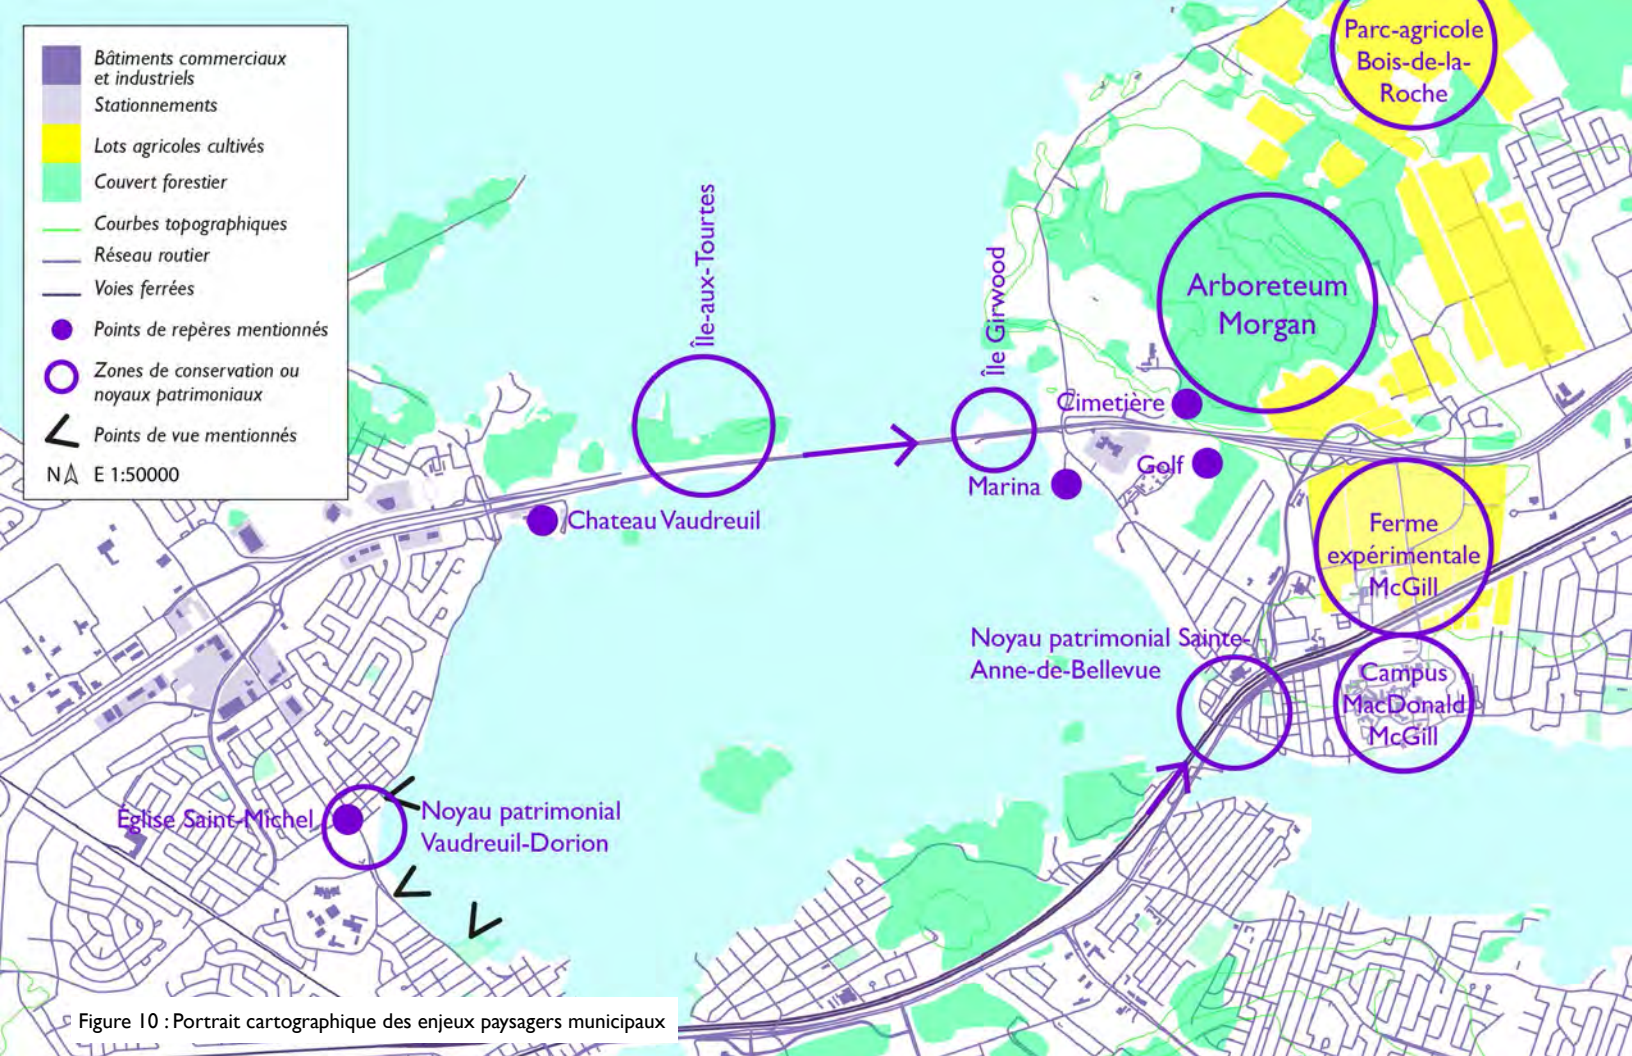 Bâtiments commerciaux
et industriels
Stationnements
Lots agricoles cultivés
Couvert forestier
Courbes topographiques
Réseau routier
Voies ferrées
Points de repères mentionnés
Zones de conservation ou
noyaux patrimoniaux
Points de vue mentionnés
N E 1:50000
Parc-agricole
Bois-de-la-
Roche
Île-aux-Tourtes
Île Girwood
Arboreteum
Morgan
Cimetière
Golf
Marina
Chateau Vaudreuil
Ferme
expérimentale
McGill
Noyau patrimonial Sainte-
Anne-de-Bellevue
Campus
MacDonald
McGill
Église Saint-Michel
Noyau patrimonial
Vaudreuil-Dorion
Figure 10 : Portrait cartographique des enjeux paysagers municipaux